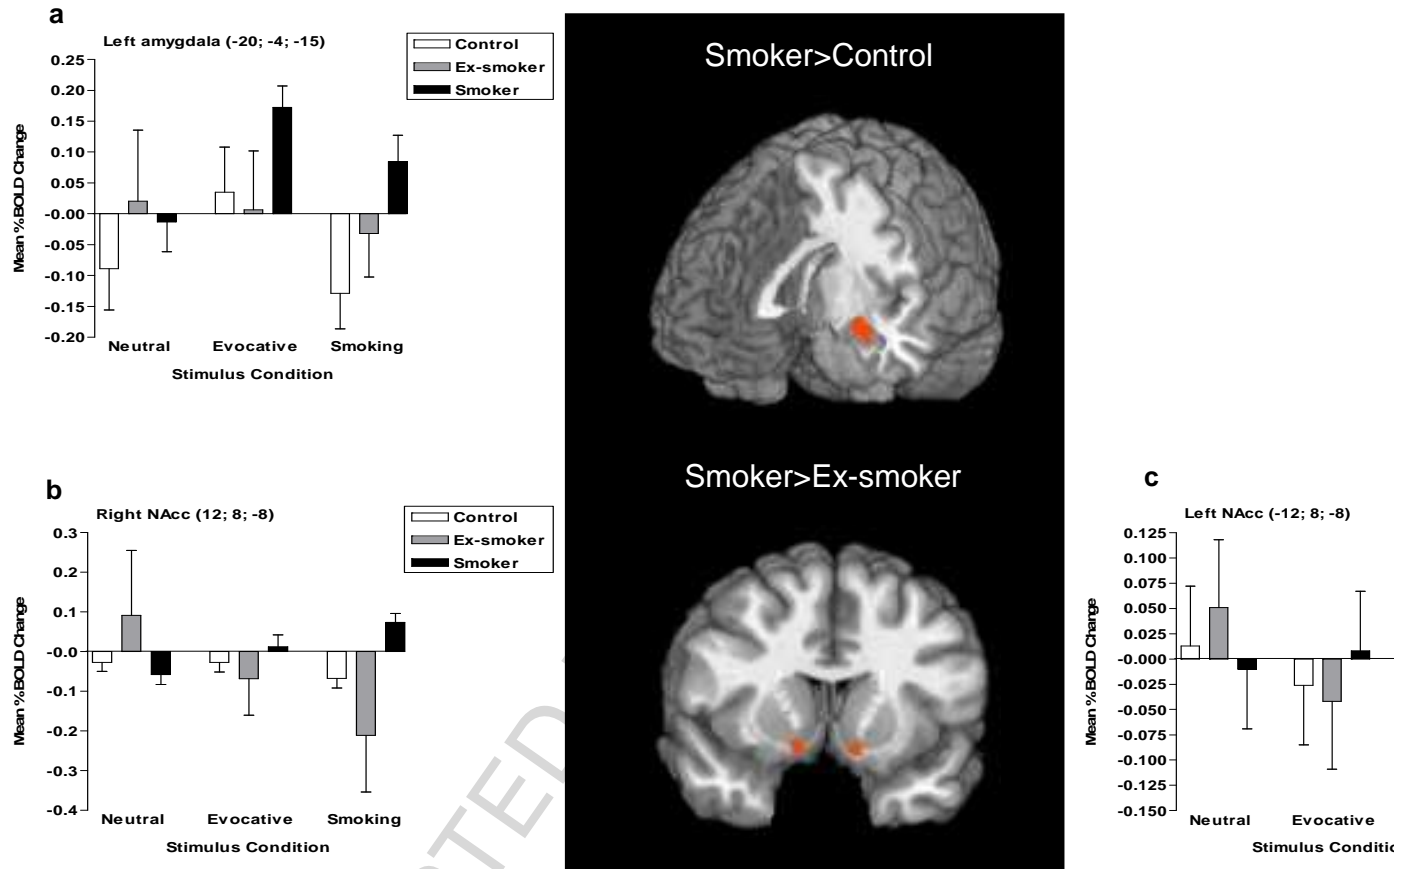 a
Left amygdala (-20; -4; -15)
Control
Ex-smoker
Smoker
0.25
0.20
0.15
0.10
0.05
-0.00
-0.05
-0.10
-0.15
-0.20
Mean %BOLD Change
Neutral Evocative Smoking
Stimulus Condition
Smoker>Control
b
Right NAcc (12; 8; -8)
Control
Ex-smoker
Smoker
0.3
0.2
0.1
-0.0
-0.1
-0.2
-0.3
-0.4
Mean %BOLD Change
Neutral Evocative Smoking
Stimulus Condition
Smoker>Ex-smoker
c
Left NAcc (-12; 8; -8)
0.125
0.100
0.075
0.050
0.025
-0.000
-0.025
-0.050
-0.075
-0.100
-0.125
-0.150
Mean %BOLD Change
Neutral Evocative
Stimulus Conditic
TED